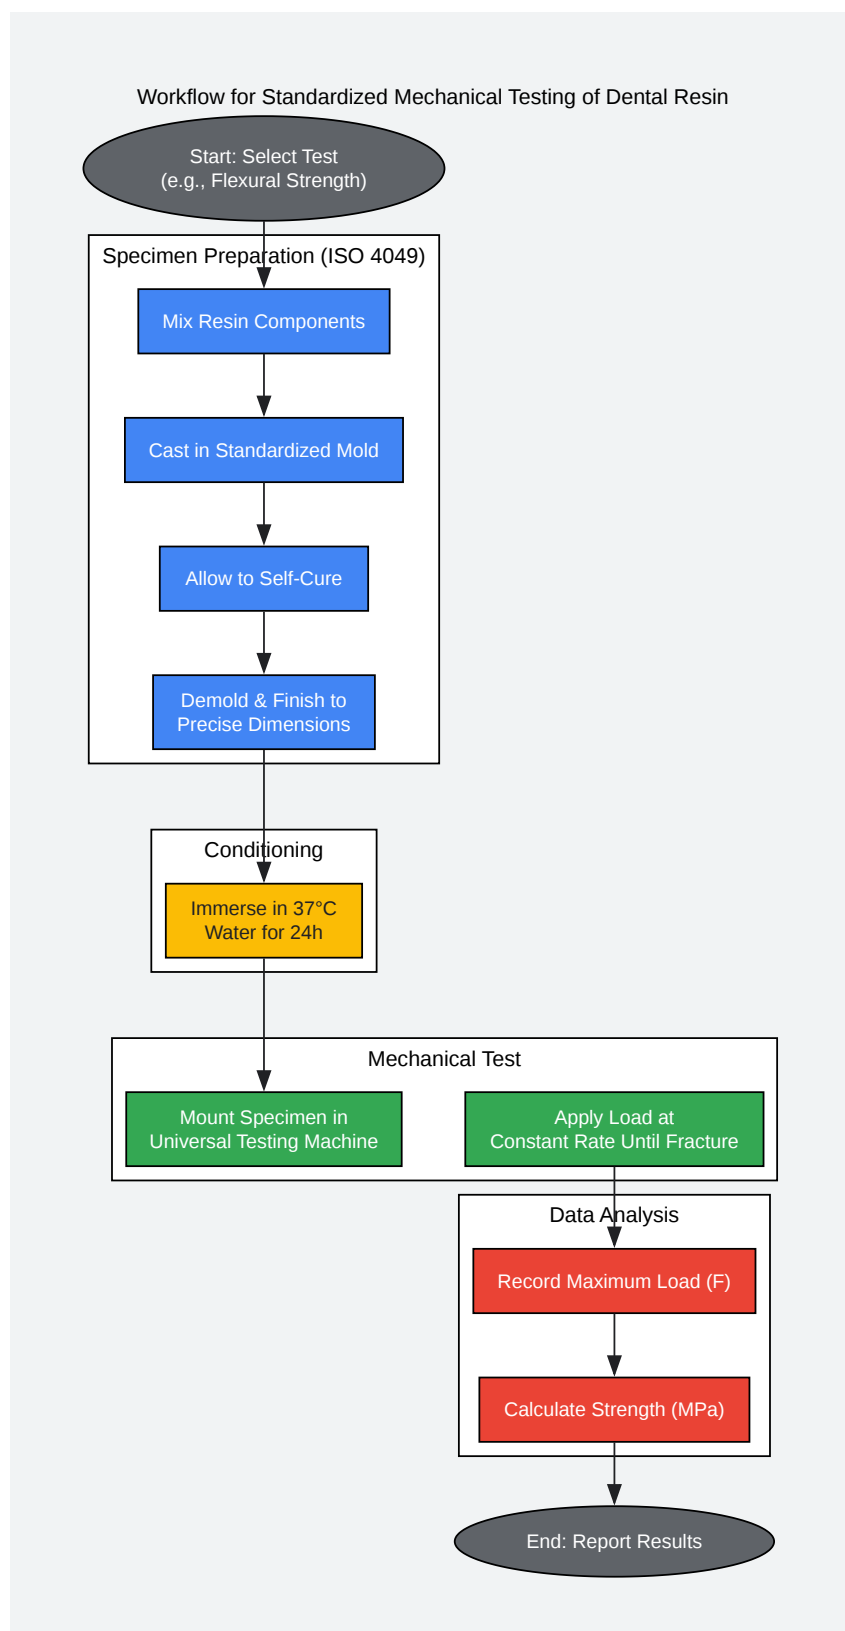 Workflow for Standardized Mechanical Testing of Dental Resin
Start: Select Test
(e.g., Flexural Strength)
Specimen Preparation (ISO 4049)
Mix Resin Components
Cast in Standardized Mold
Allow to Self-Cure
Demold & Finish to
Precise Dimensions
Conditioning
Immerse in 37°C
Water for 24h
Mechanical Test
Mount Specimen in
Universal Testing Machine
Apply Load at
Constant Rate Until Fracture
Data Analysis
Record Maximum Load (F)
Calculate Strength (MPa)
End: Report Results